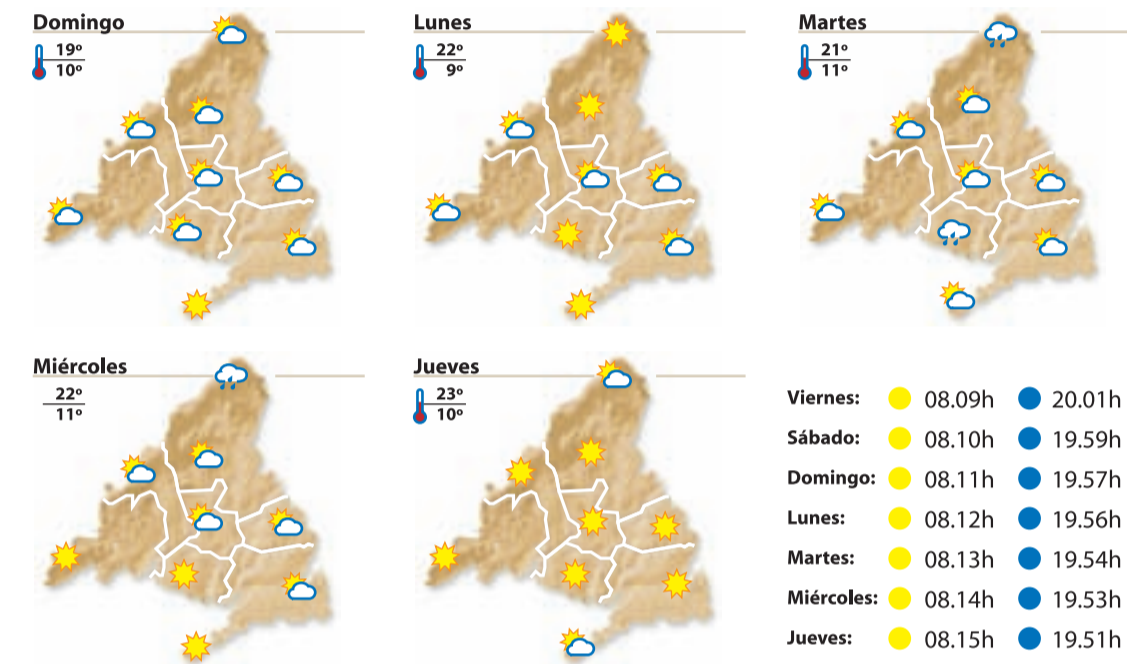 Domingo
19º
10º
Lunes
22º
9º
Martes
21º
11º
Miércoles
22º
11º
Jueves
23º
10º
Viernes: 08.09h 20.01h
Sábado: 08.10h 19.59h
Domingo: 08.11h 19.57h
Lunes: 08.12h 19.56h
Martes: 08.13h 19.54h
Miércoles: 08.14h 19.53h
Jueves: 08.15h 19.51h